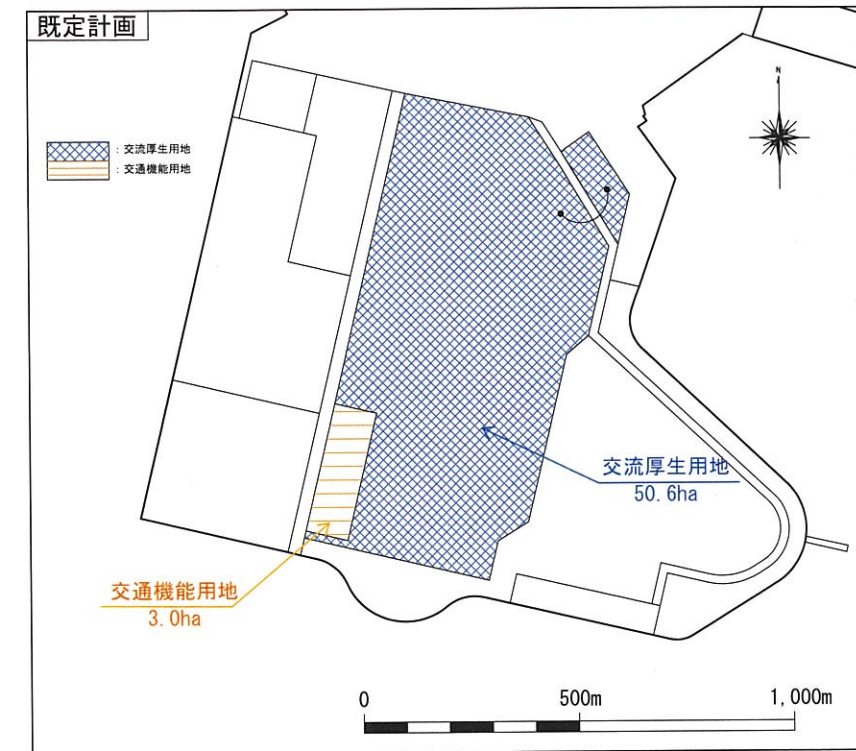 既定計画
N
：交流厚生用地
：交通機能用地
交流厚生用地
50.6ha
交通機能用地
3.0ha
0 500m 1,000m